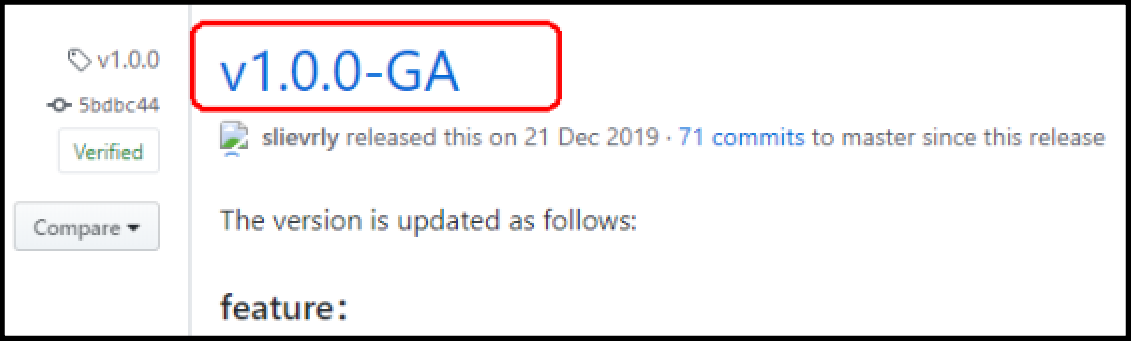 v1.0.0
5bdbc44
Verified
Compare
v1.0.0-GA
slievrly released this on 21 Dec 2019 · 71 commits to master since this release
The version is updated as follows:
feature：